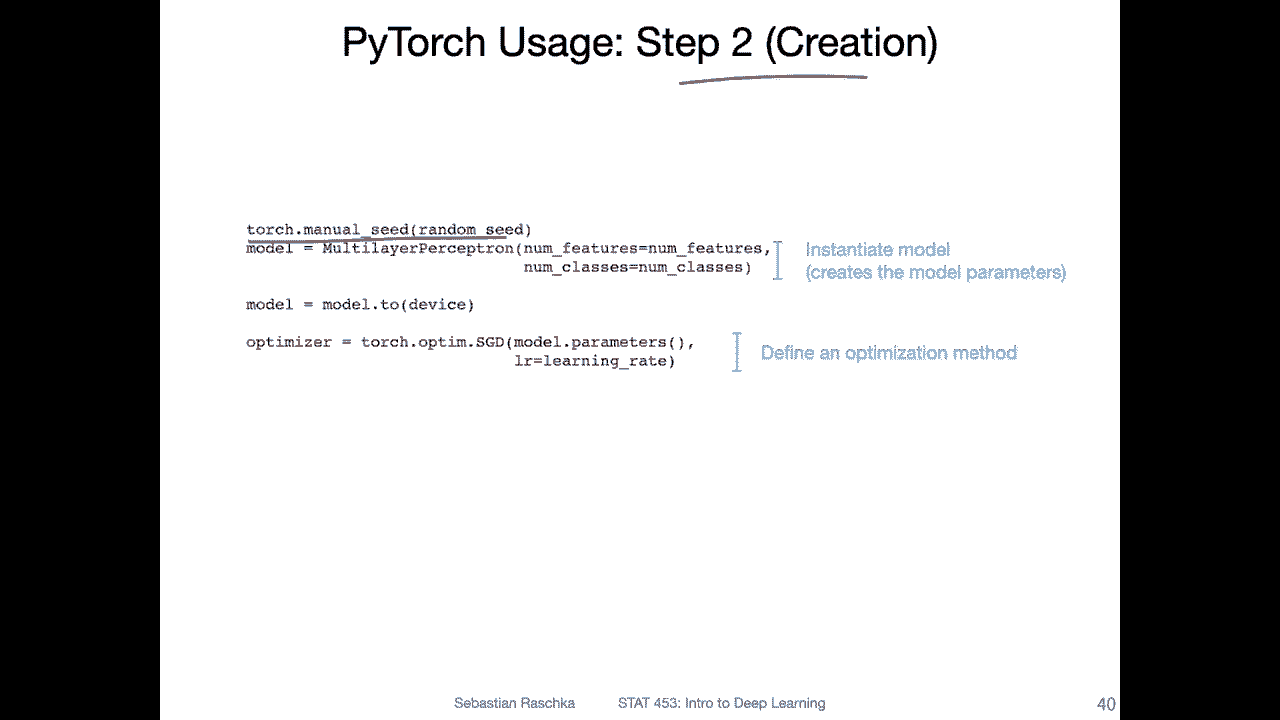 PyTorch Usage: Step 2 (Creation)
torch.manual_seed(random_seed)
model = MultilayerPerceptron(num_features=num_features,
num_classes=num_classes)
Instantiate model
(creates the model parameters)
model = model.to(device)
optimizer = torch.optim.SGD(model.parameters(),
lr=learning_rate)
Define an optimization method
Sebastian Raschka STAT 453: Intro to Deep Learning 40